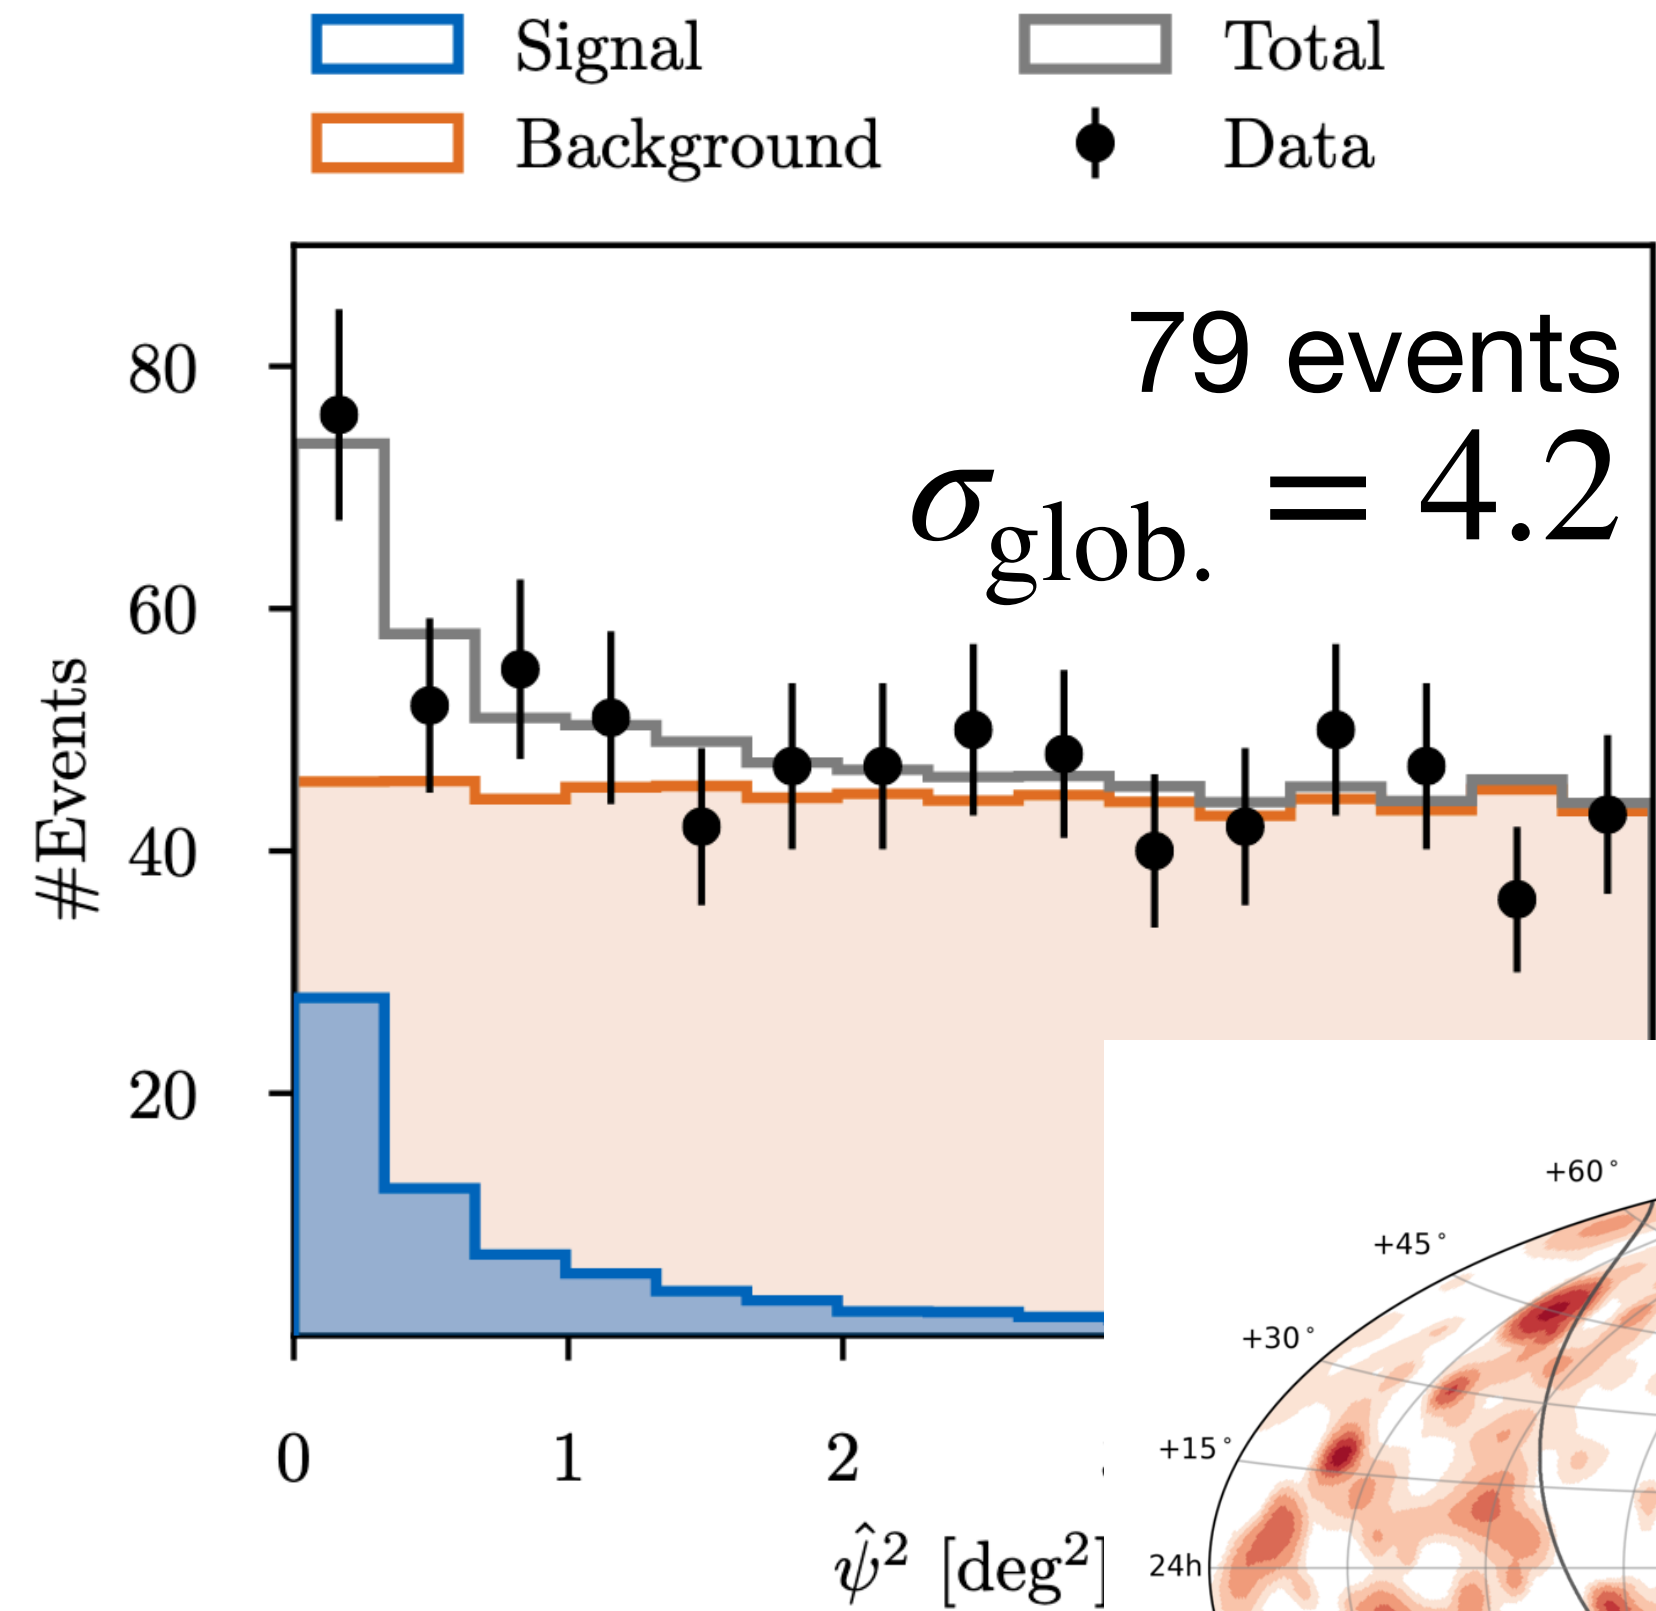 Signal Total
Background Data
79 events
σglob. = 4.2
80
60
40
20
#Events
0 1 2
ψ̂² [deg²]
+60°
+45°
+30°
+15°
24h